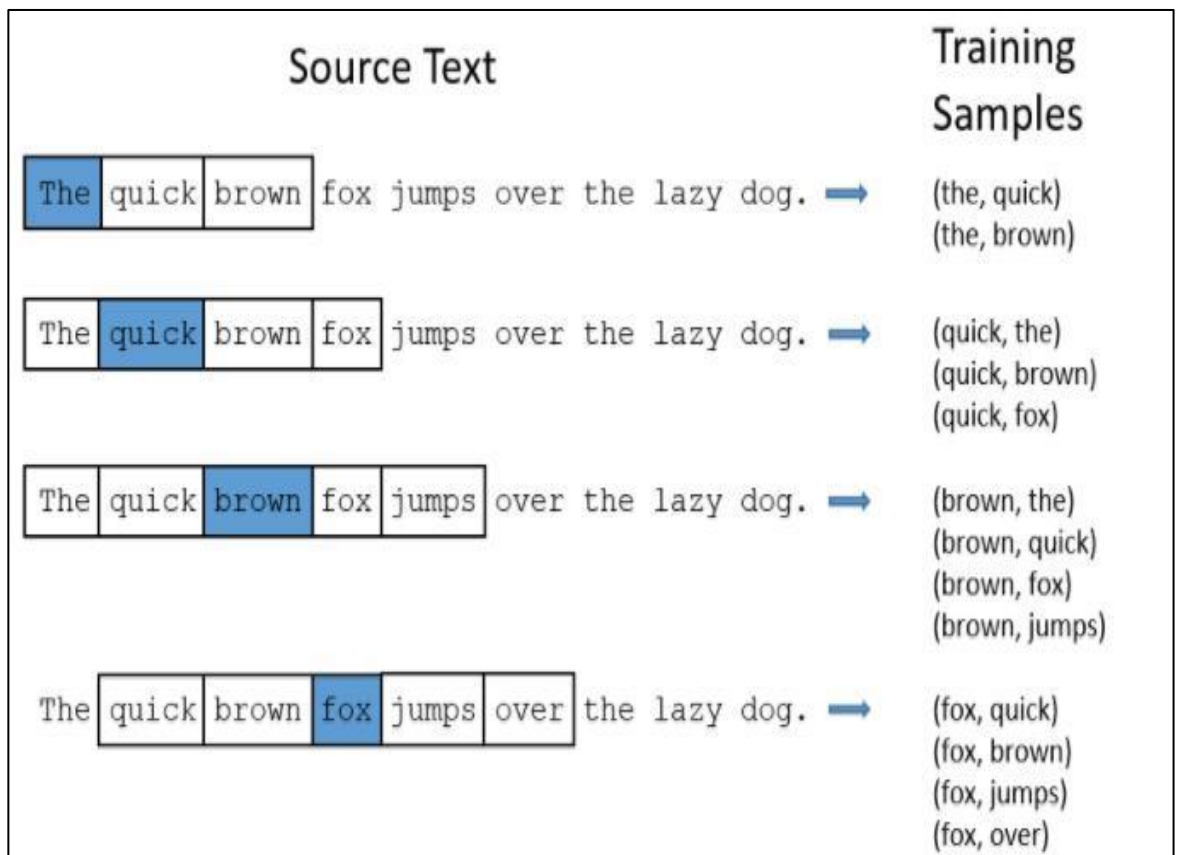 Source Text
Training
Samples
The quick brown fox jumps over the lazy dog.
(the, quick)
(the, brown)
The quick brown fox jumps over the lazy dog.
(quick, the)
(quick, brown)
(quick, fox)
The quick brown fox jumps over the lazy dog.
(brown, the)
(brown, quick)
(brown, fox)
(brown, jumps)
The quick brown fox jumps over the lazy dog.
(fox, quick)
(fox, brown)
(fox, jumps)
(fox, over)